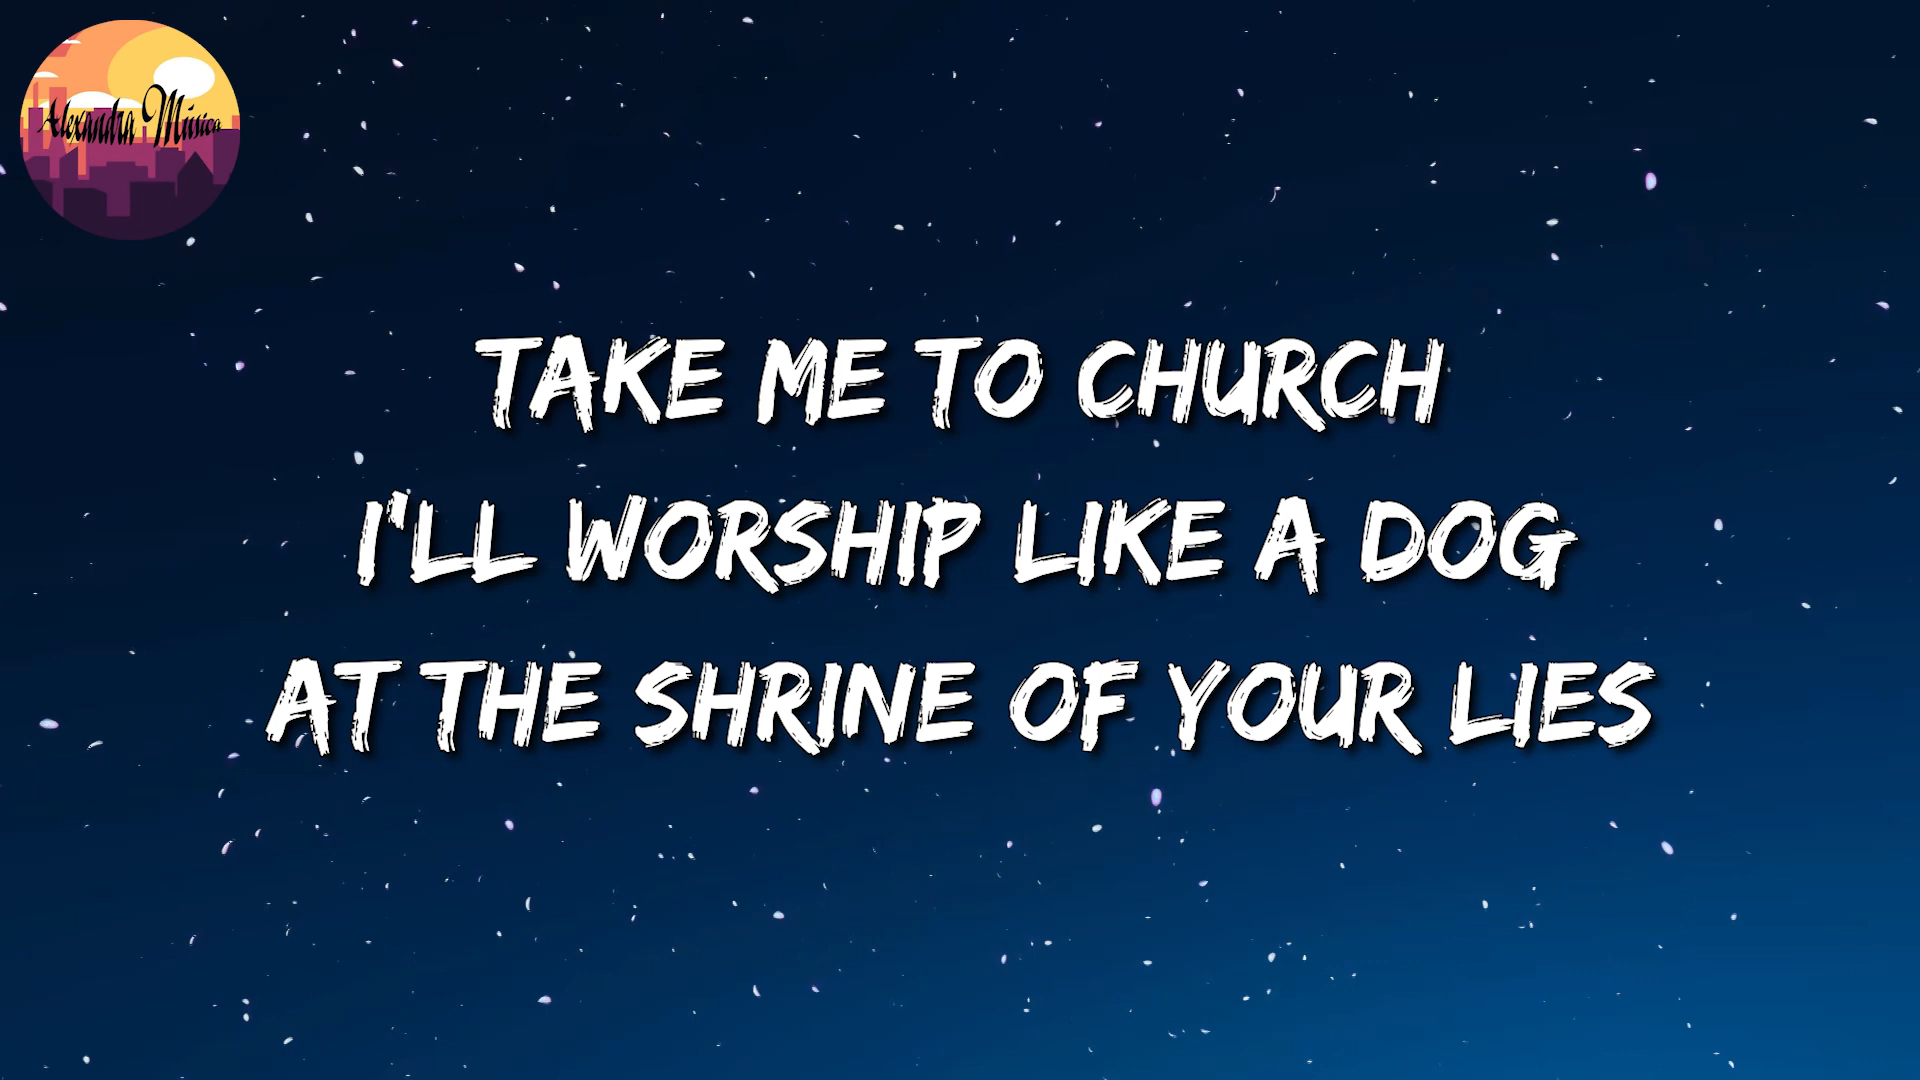 Alexandra Música
TAKE ME TO CHURCH
I'LL WORSHIP LIKE A DOG
AT THE SHRINE OF YOUR LIES